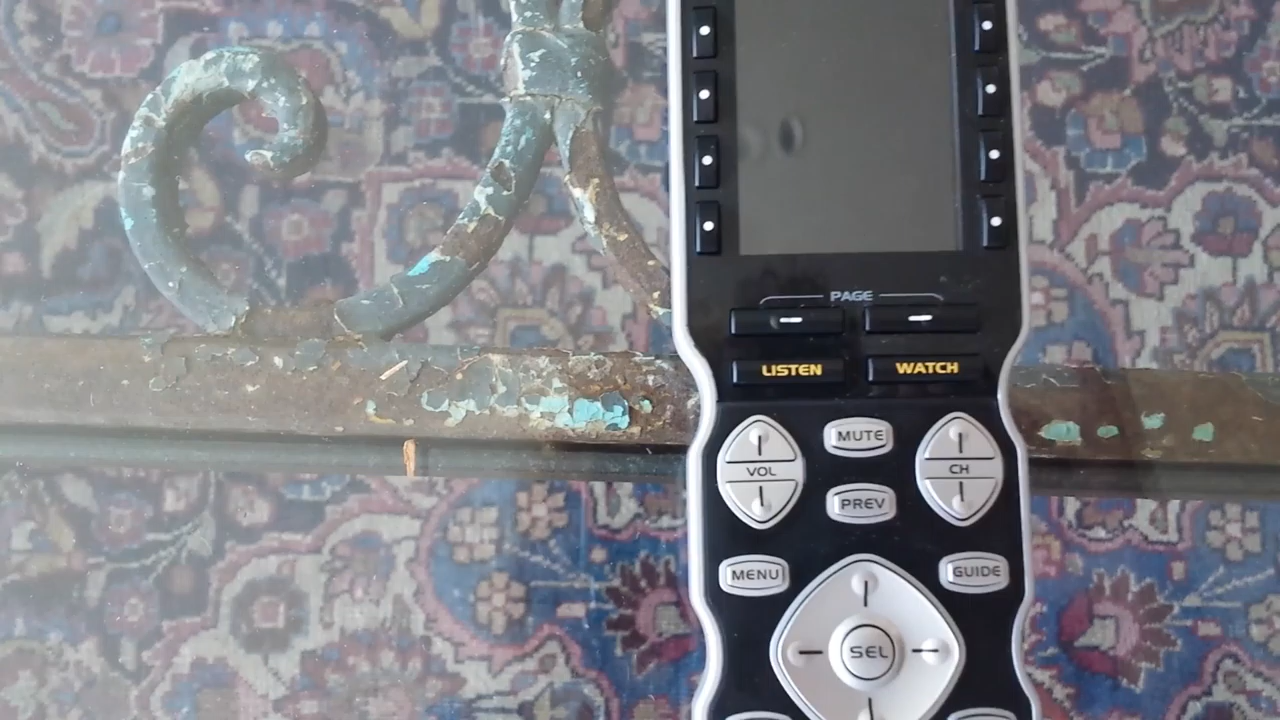 PAGE
LISTEN WATCH
MUTE
VOL CH
PREV
MENU GUIDE
SEL